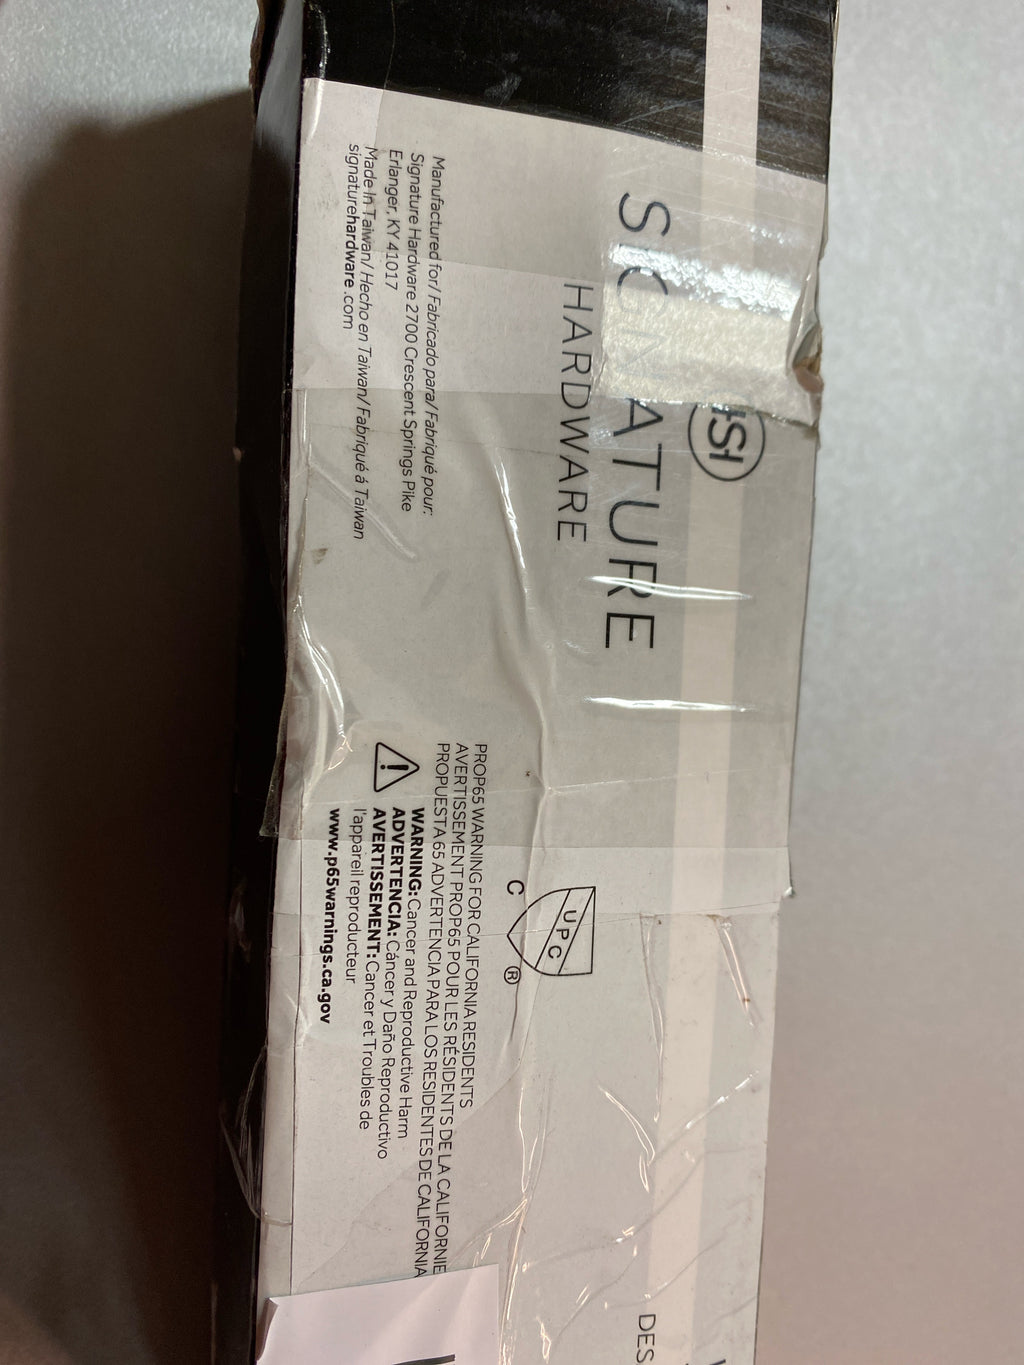 SH
SIGNATURE
HARDWARE
Manufactured for/ Fabricado para/ Fabriqué pour:
Signature Hardware 2700 Crescent Springs Pike
Erlanger, KY 41017
Made In Taiwan/ Hecho en Taiwan/ Fabriqué á Taiwan
signaturehardware.com
UPC
C ®
PROP65 WARNING FOR CALIFORNIA RESIDENTS
AVERTISSEMENT PROP65 POUR LES RÉSIDENTS DE LA CALIFORNIE
PROPUESTA 65 ADVERTENCIA PARA LOS RESIDENTES DE CALIFORNIA
WARNING: Cancer and Reproductive Harm
ADVERTENCIA: Cáncer y Daño Reproductivo
AVERTISSEMENT: Cancer et Troubles de
l'appareil reproducteur
www.p65warnings.ca.gov
DES